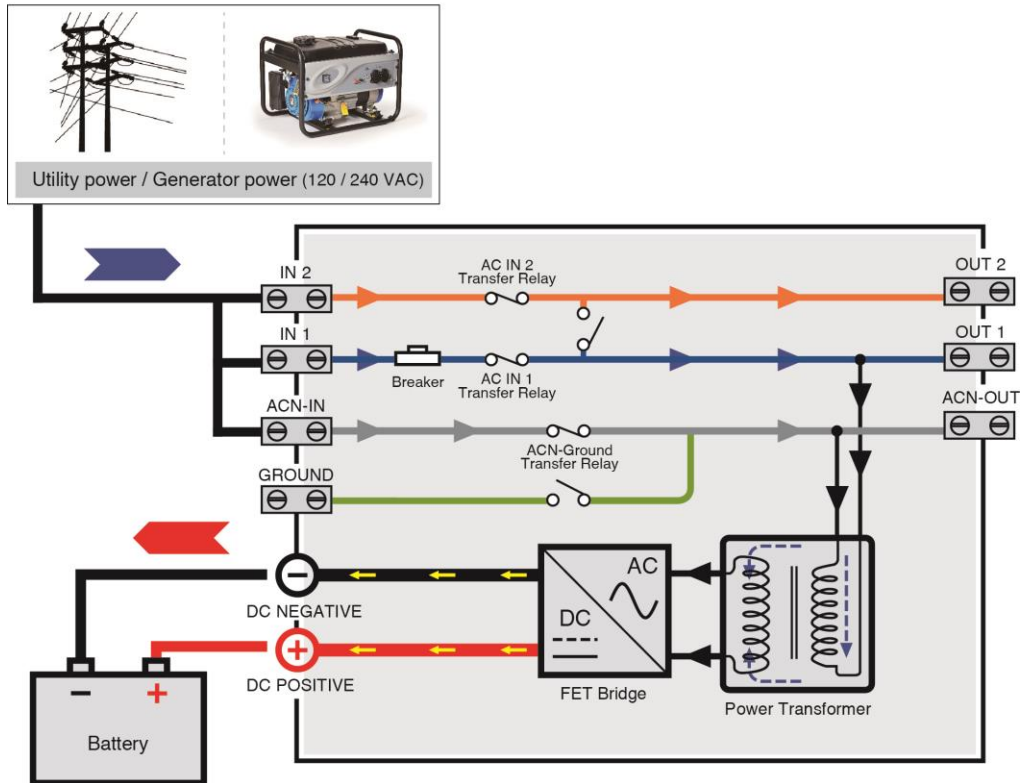 Utility power / Generator power (120 / 240 VAC)
IN 2
AC IN 2
Transfer Relay
OUT 2
IN 1
Breaker
AC IN 1
Transfer Relay
OUT 1
ACN-IN
ACN-Ground
Transfer Relay
ACN-OUT
GROUND
−
DC NEGATIVE
+
DC POSITIVE
AC
DC
FET Bridge
Power Transformer
− +
Battery